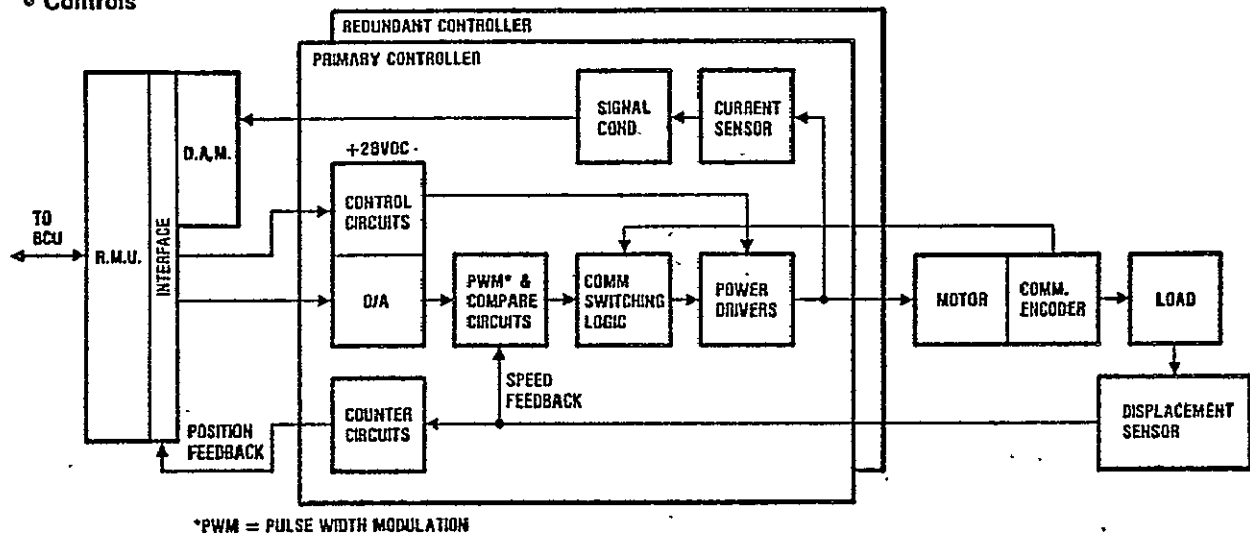 Controls
REDUNDANT CONTROLLER
PRIMARY CONTROLLER
SIGNAL
COND.
CURRENT
SENSOR
D.A.M.
+28VDC
TO
BCU
R.M.U.
INTERFACE
CONTROL
CIRCUITS
D/A
PWM* &
COMPARE
CIRCUITS
COMM
SWITCHING
LOGIC
POWER
DRIVERS
MOTOR
COMM.
ENCODER
LOAD
SPEED
FEEDBACK
COUNTER
CIRCUITS
POSITION
FEEDBACK
DISPLACEMENT
SENSOR
*PWM = PULSE WIDTH MODULATION